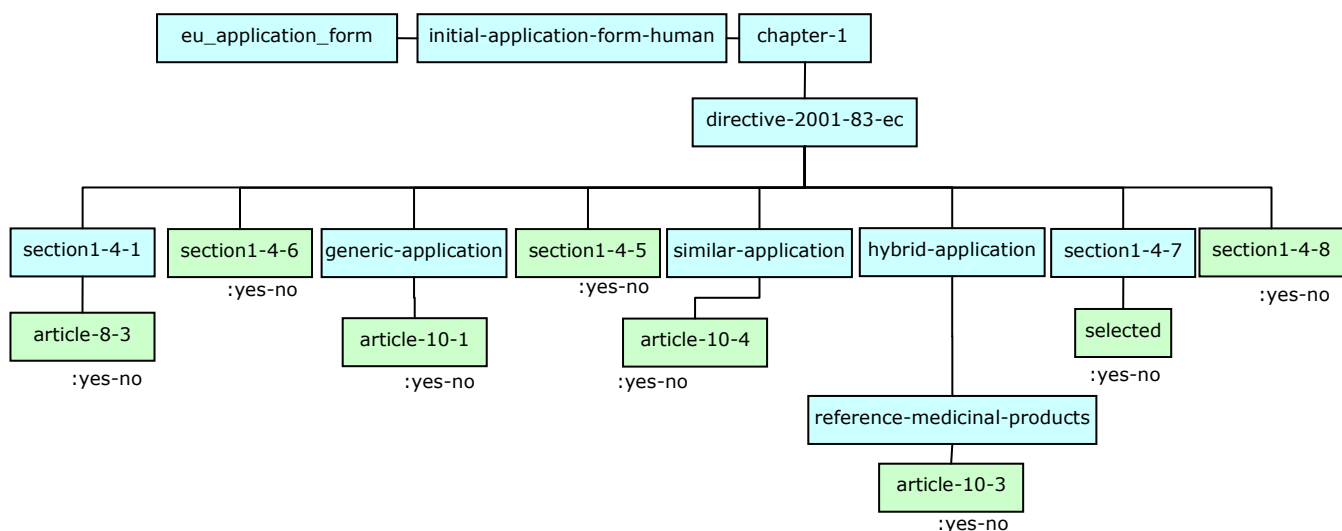 eu_application_form
initial-application-form-human
chapter-1
directive-2001-83-ec
section1-4-1
section1-4-6
generic-application
section1-4-5
similar-application
hybrid-application
section1-4-7
section1-4-8
:yes-no
:yes-no
:yes-no
article-8-3
article-10-1
article-10-4
selected
:yes-no
:yes-no
:yes-no
:yes-no
reference-medicinal-products
article-10-3
:yes-no